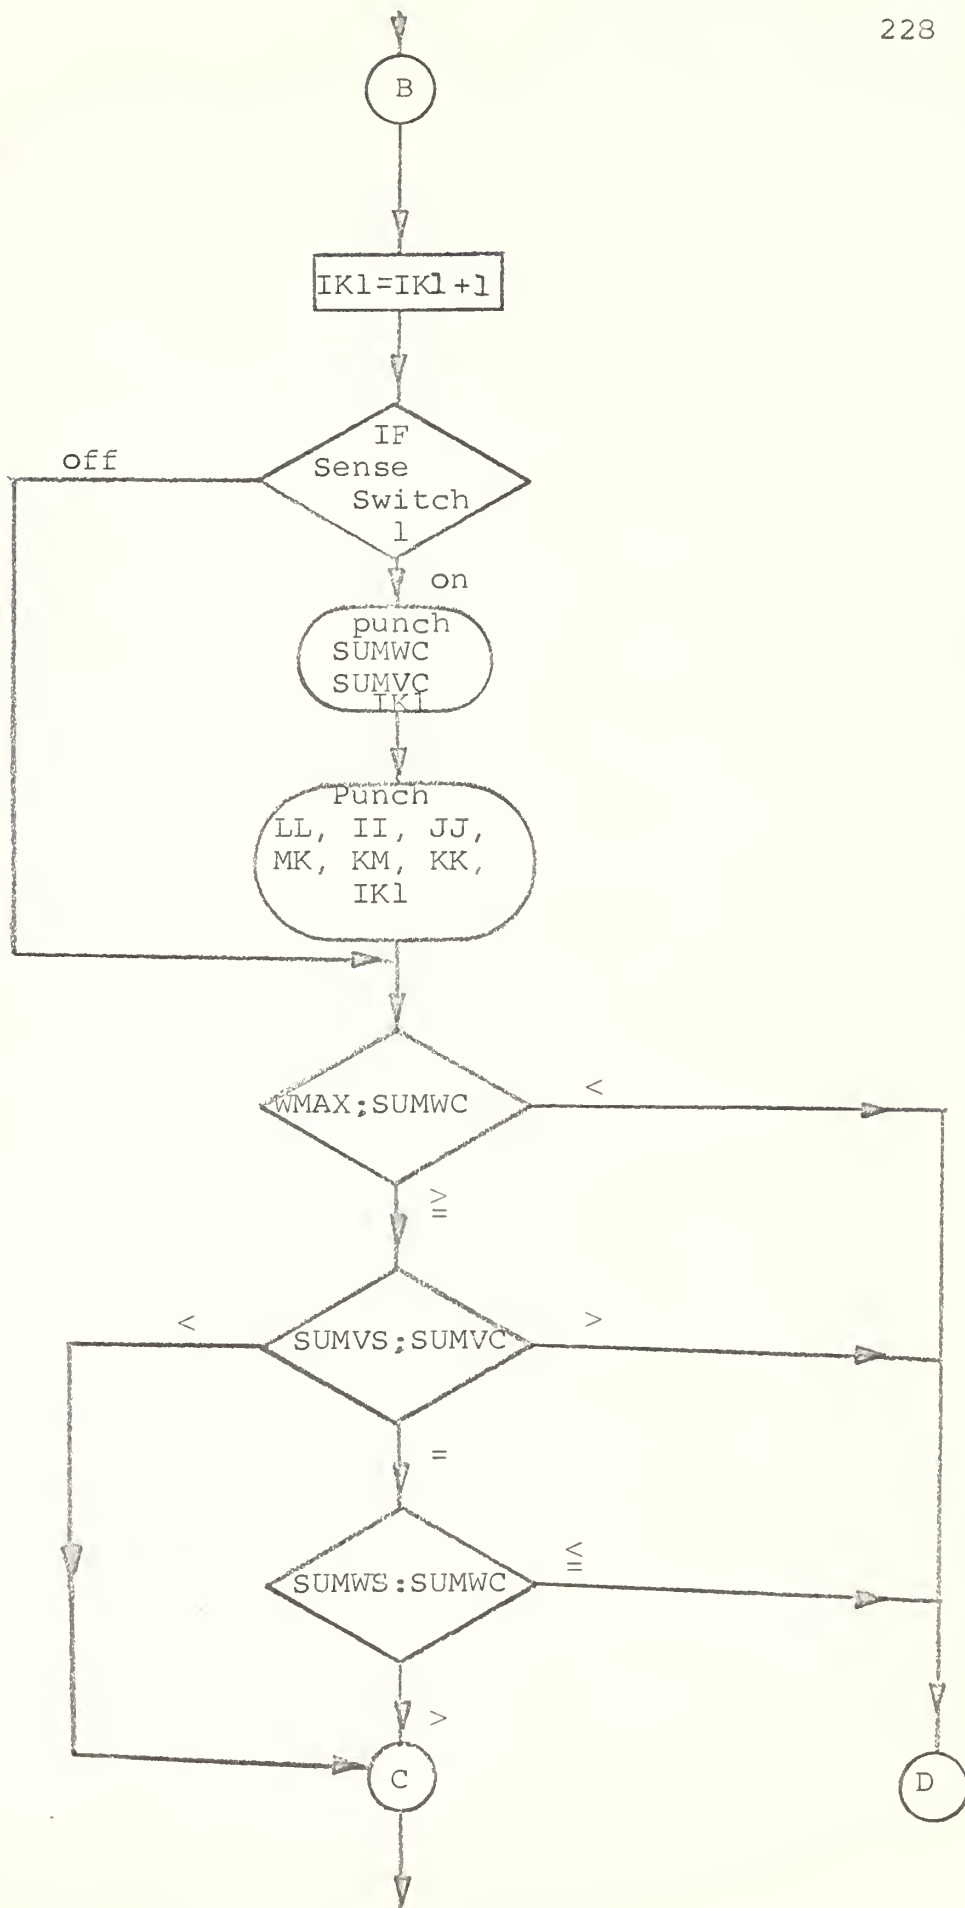 228
B
IK1=IK1+1
IF
Sense
Switch
1
off
on
punch
SUMWC
SUMVC
IK1
Punch
LL, II, JJ,
MK, KM, KK,
IK1
WMAX;SUMWC
<
≧
SUMVS;SUMVC
<
>
=
SUMWS:SUMWC
≦
>
C
D